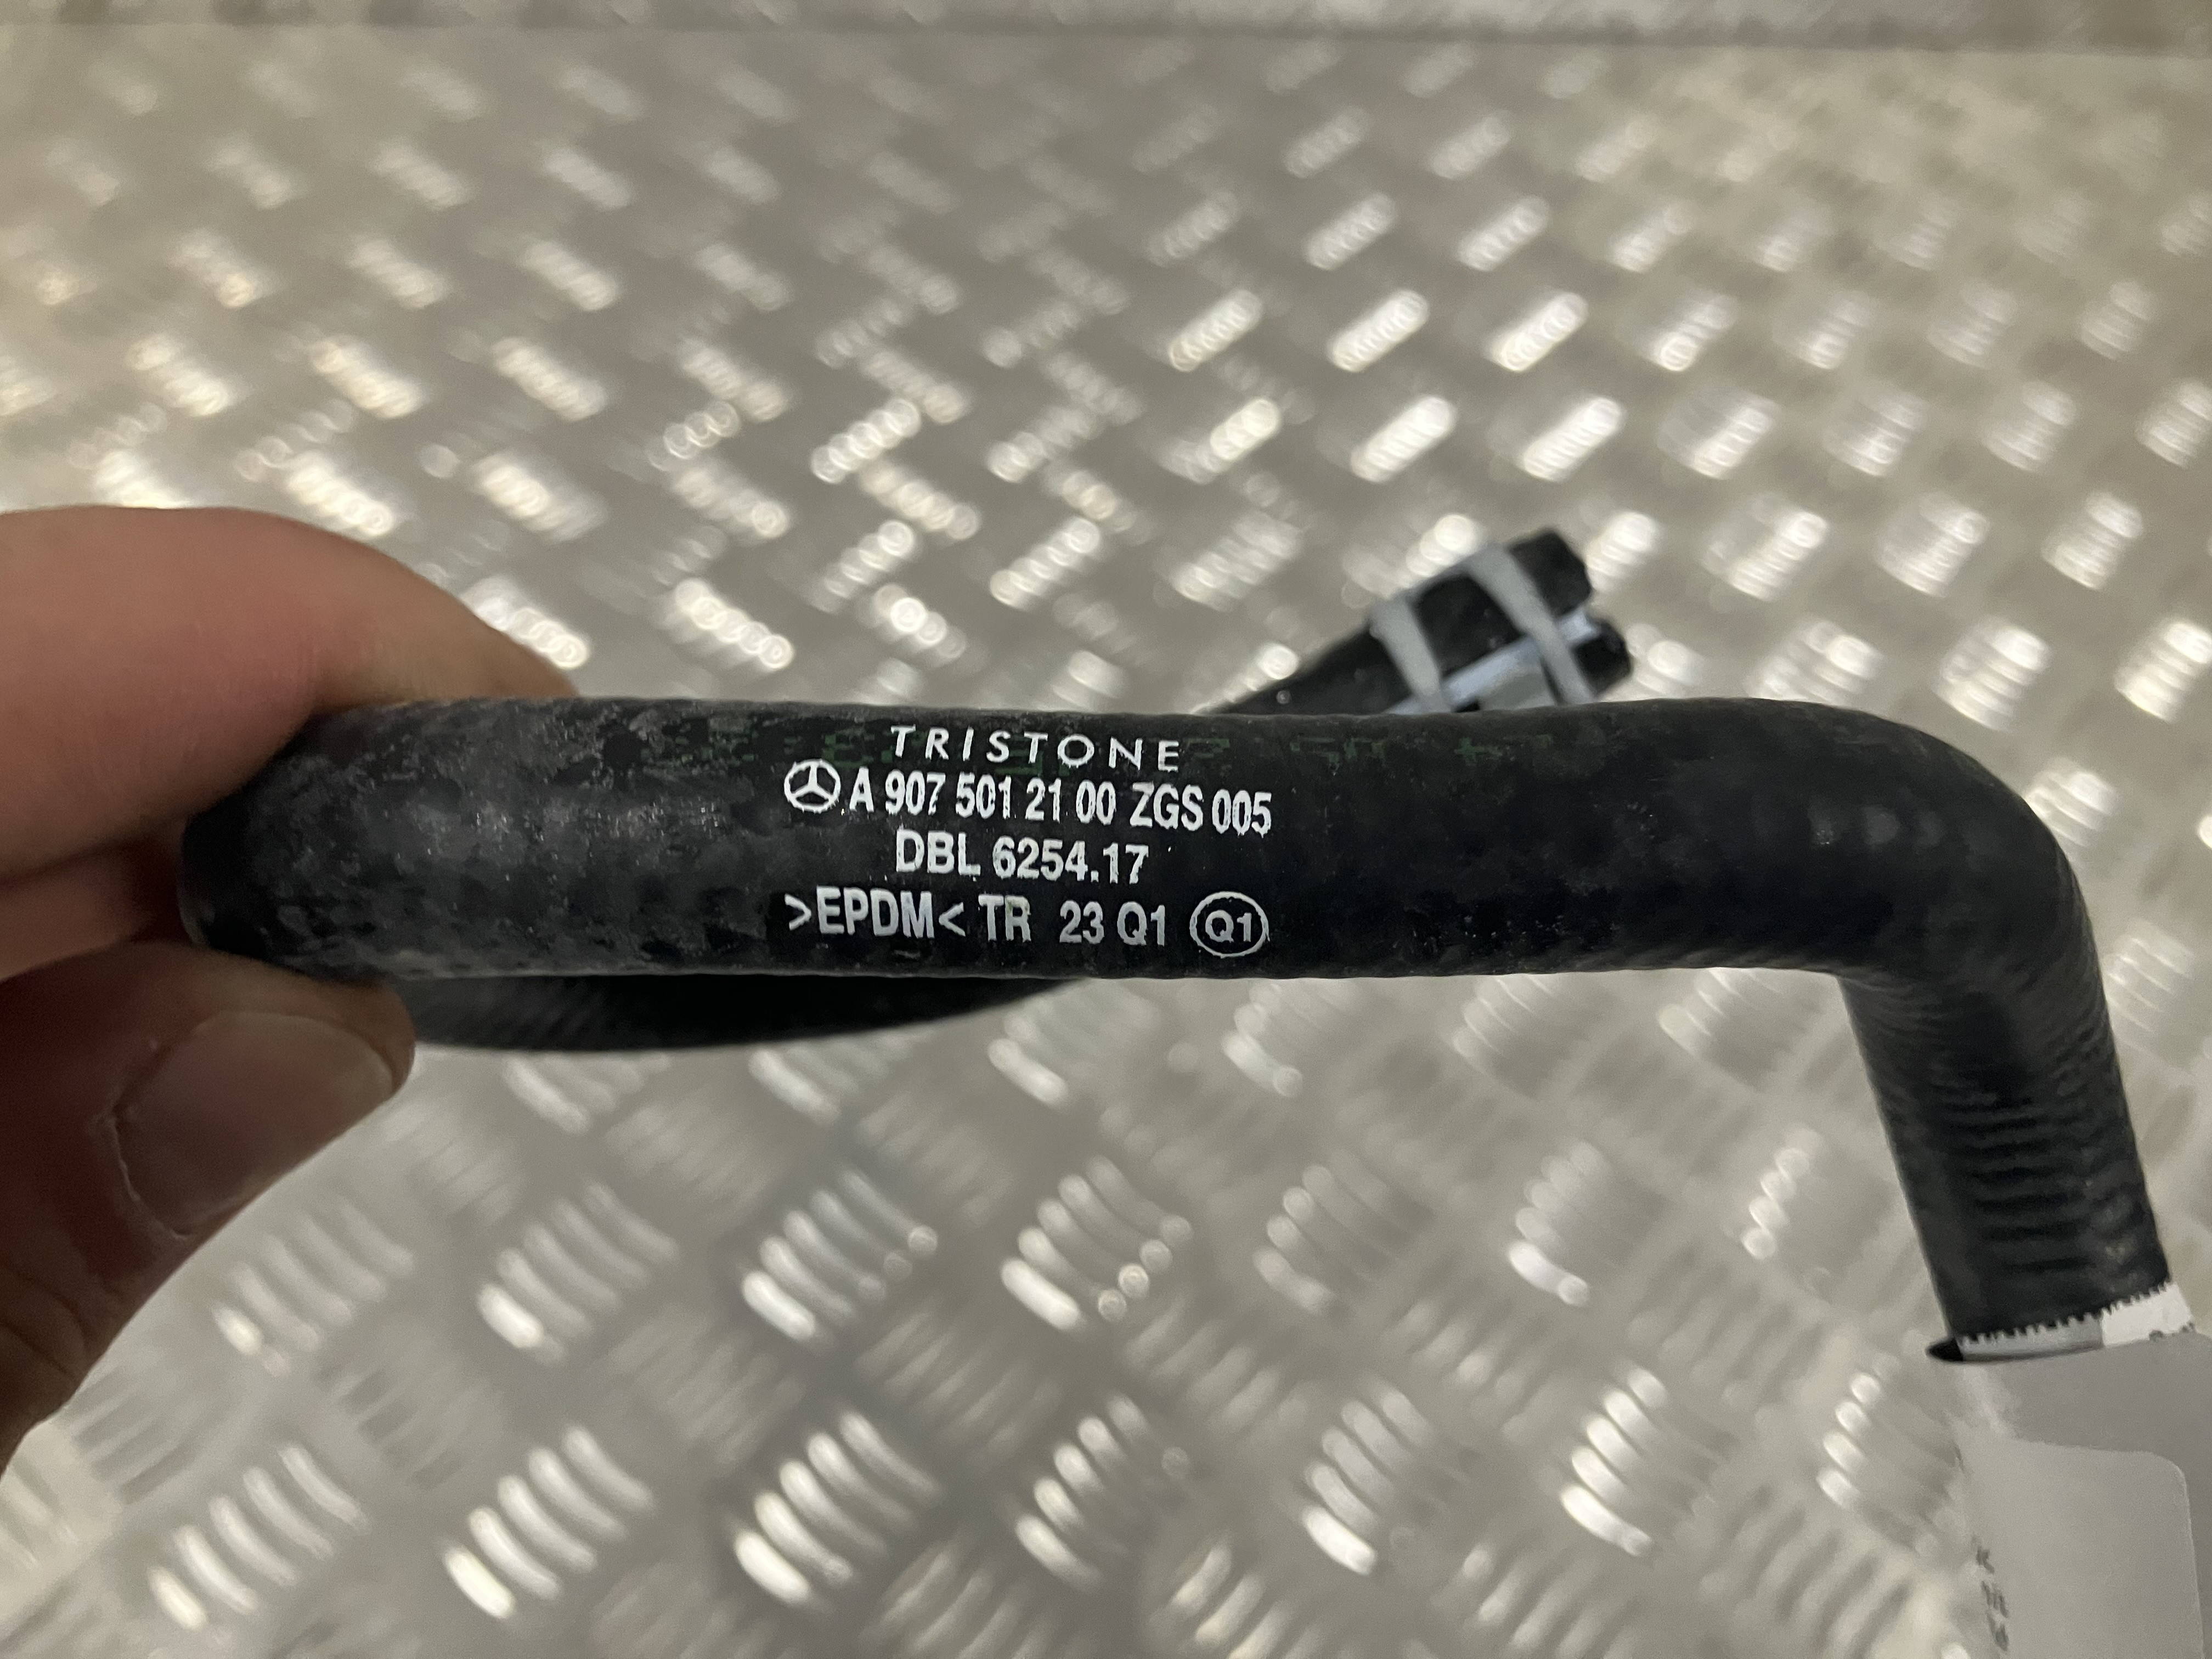 TRISTONE
A 907 501 21 00 ZGS 005
DBL 6254.17
>EPDM< TR 23 Q1 Q1